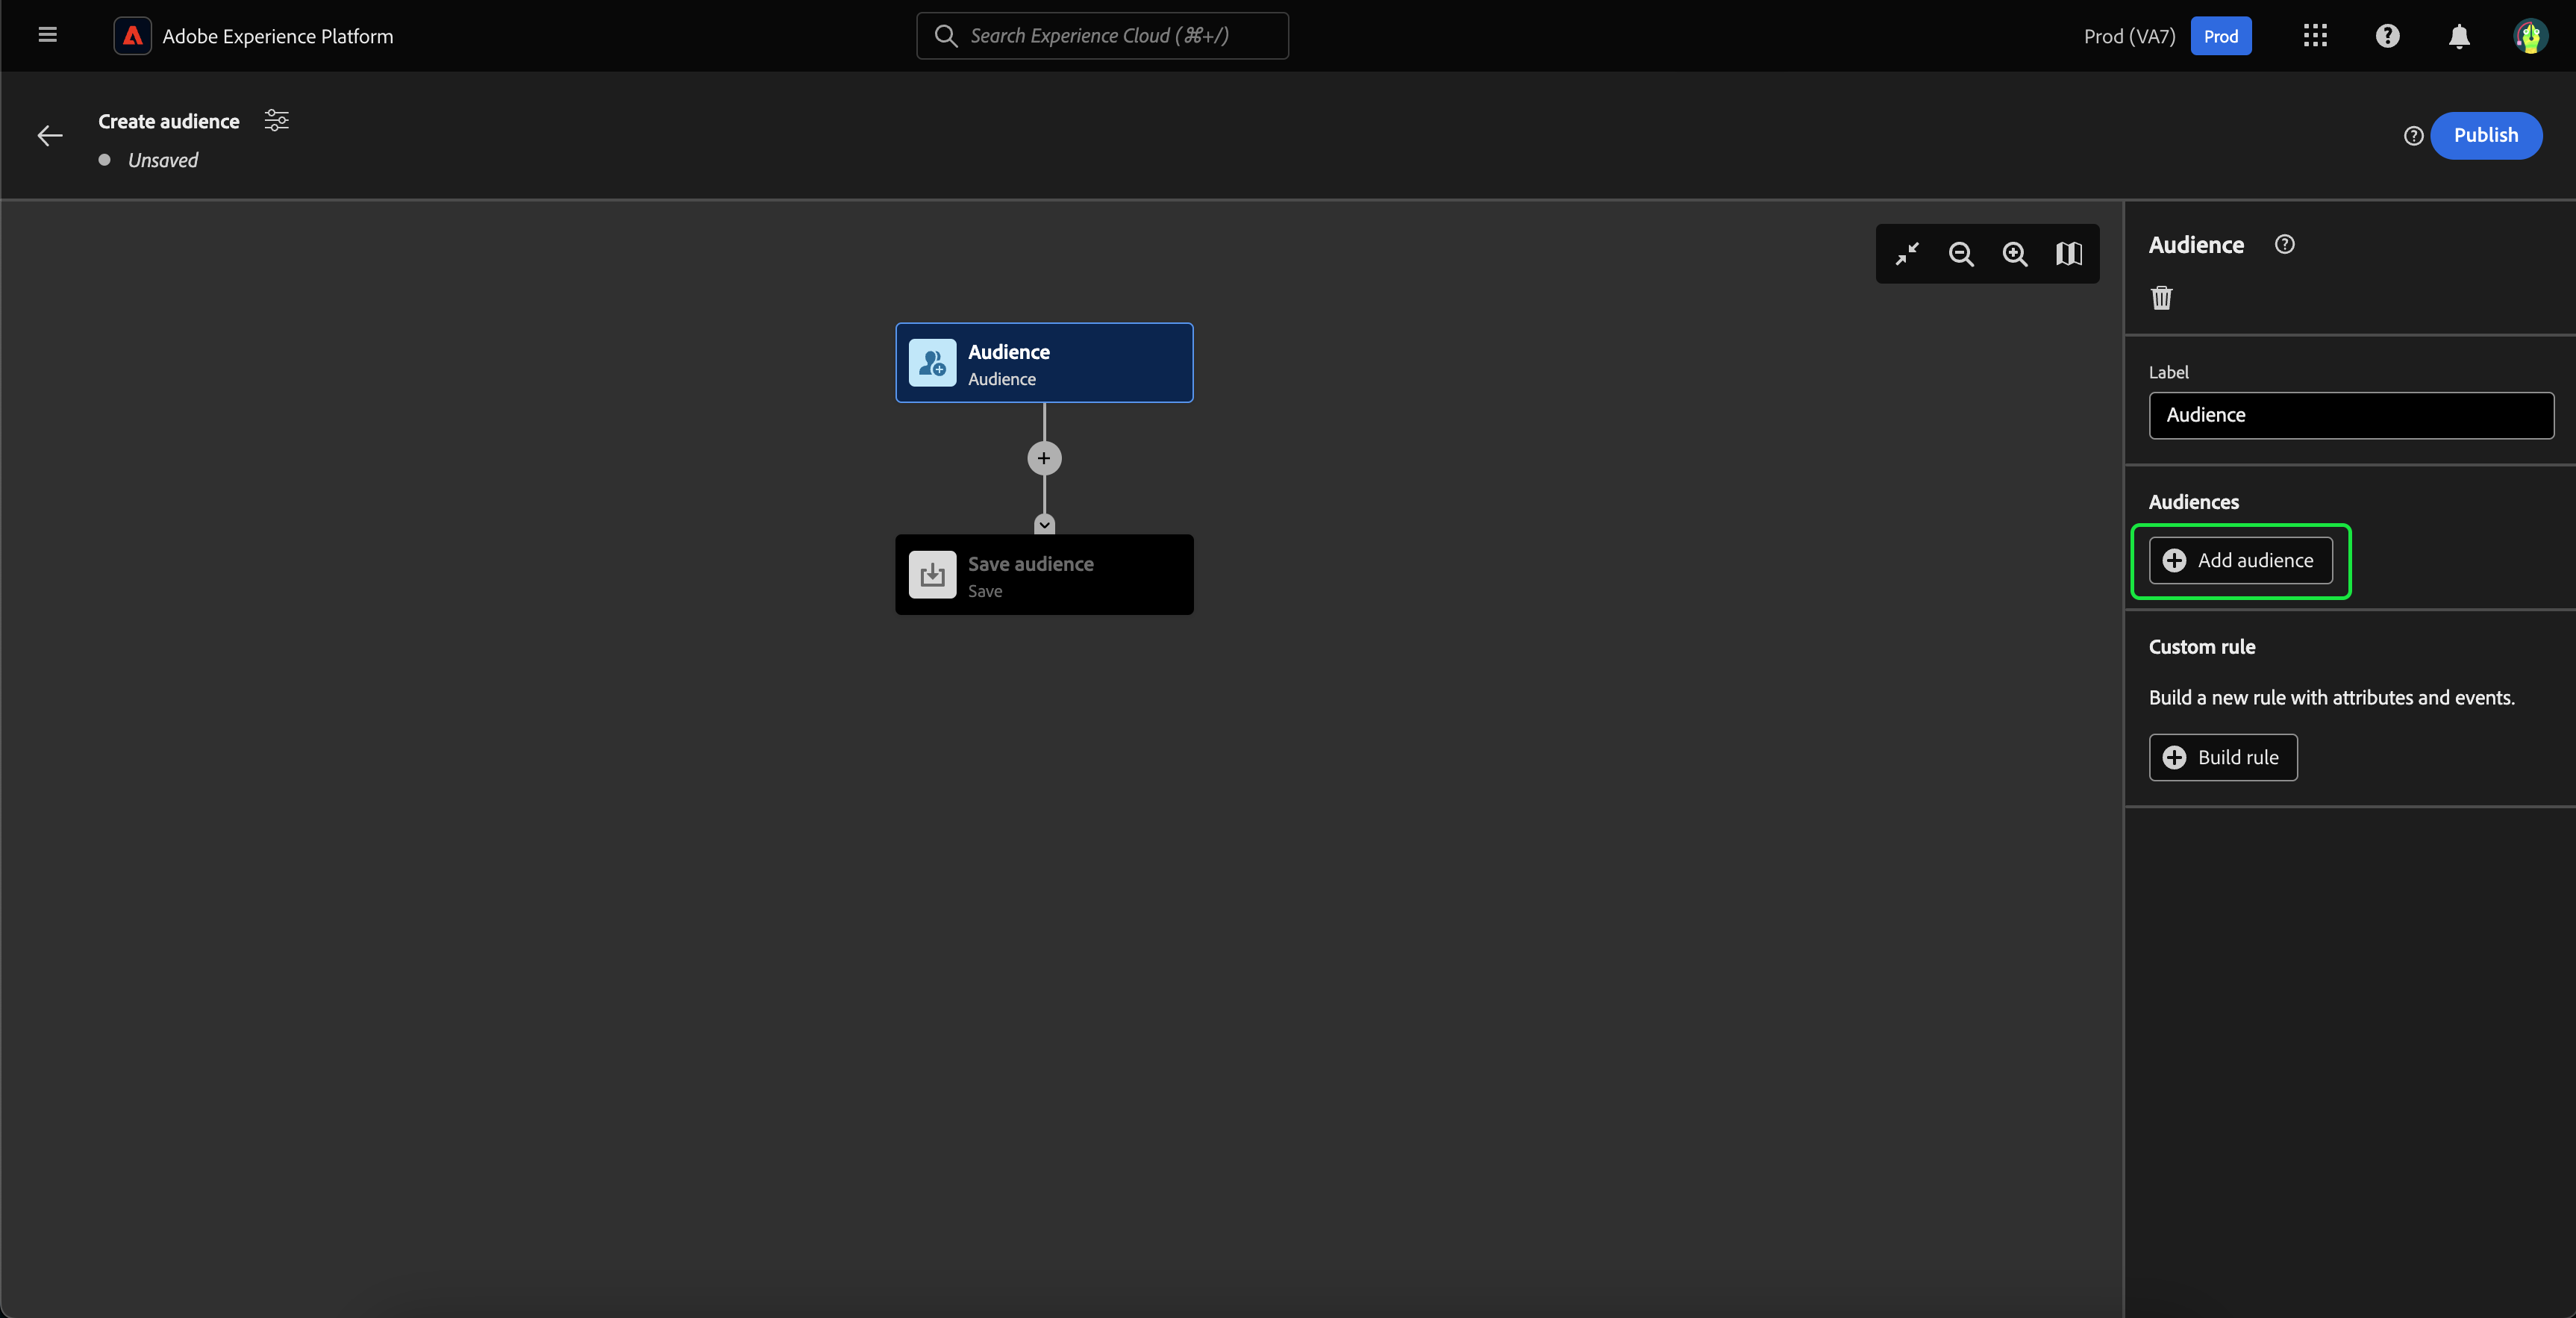 Adobe Experience Platform
Search Experience Cloud (⌘+/)
Prod (VA7)
Prod
Create audience
Unsaved
Publish
Audience
Audience
Save audience
Save
Audience
Label
Audience
Audiences
Add audience
Custom rule
Build a new rule with attributes and events.
Build rule